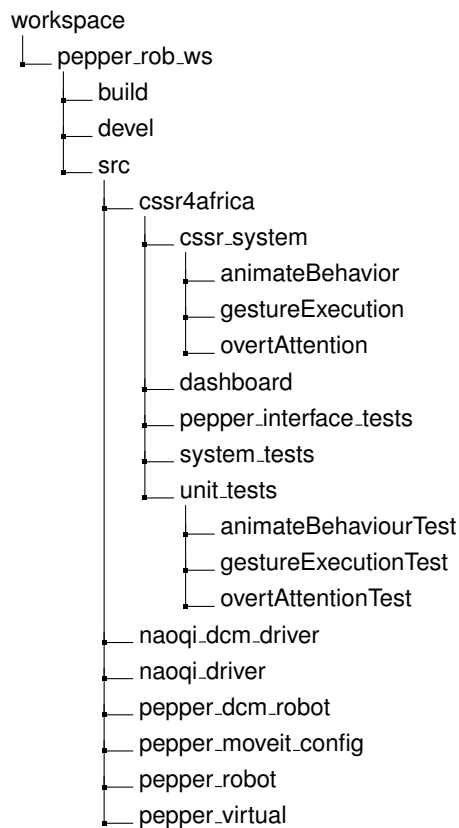 workspace
pepper_rob_ws
build
devel
src
cssr4africa
cssr_system
animateBehavior
gestureExecution
overtAttention
dashboard
pepper_interface_tests
system_tests
unit_tests
animateBehaviourTest
gestureExecutionTest
overtAttentionTest
naoqi_dcm_driver
naoqi_driver
pepper_dcm_robot
pepper_moveit_config
pepper_robot
pepper_virtual